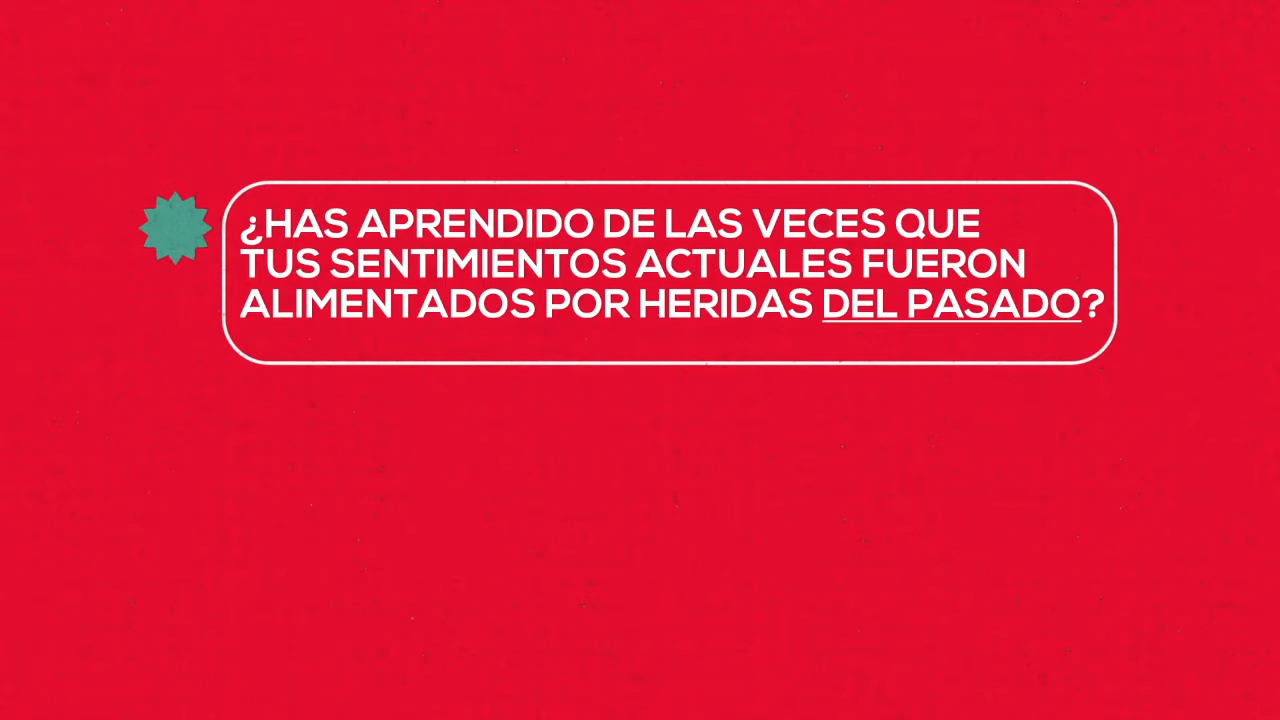 ¿HAS APRENDIDO DE LAS VECES QUE
TUS SENTIMIENTOS ACTUALES FUERON
ALIMENTADOS POR HERIDAS DEL PASADO?